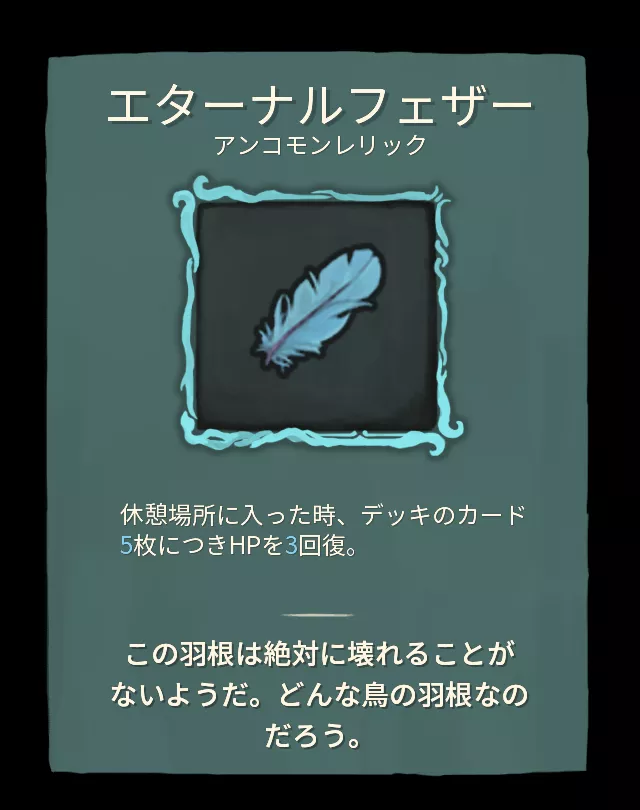 エターナルフェザー
アンコモンレリック
休憩場所に入った時、デッキのカード
5枚につきHPを3回復。
この羽根は絶対に壊れることが
ないようだ。どんな鳥の羽根なの
だろう。